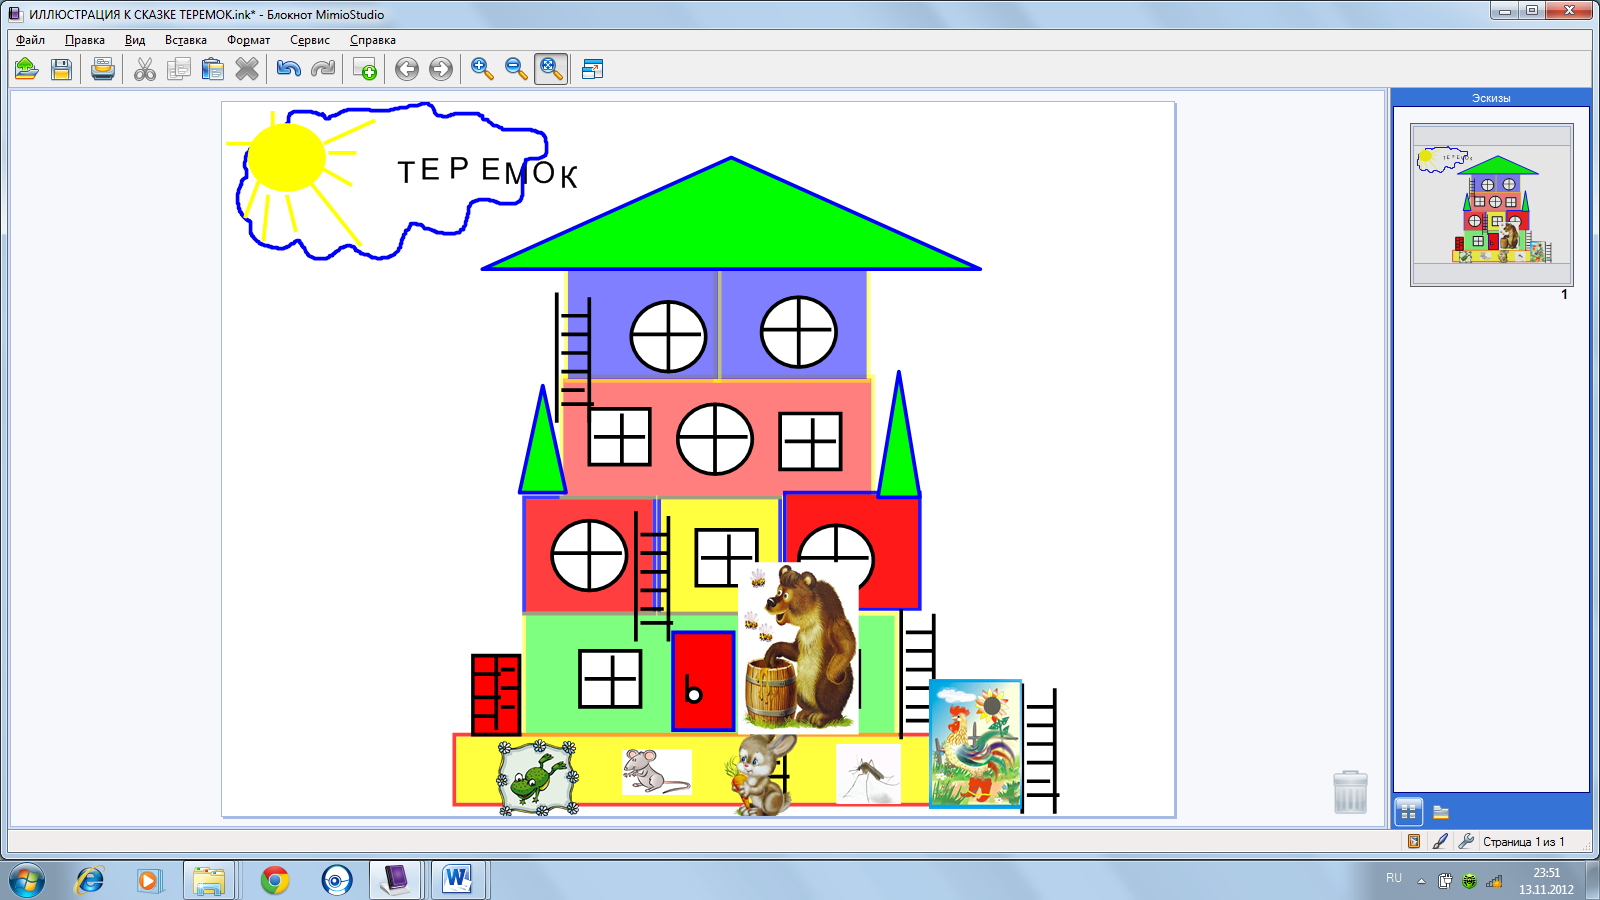 ИЛЛЮСТРАЦИЯ К СКАЗКЕ ТЕРЕМОК.ink* - Блокнот MimioStudio
Файл Правка Вид Вставка Формат Сервис Справка
Эскизы
ТЕРЕМОК
1
Страница 1 из 1
RU
23:51
13.11.2012